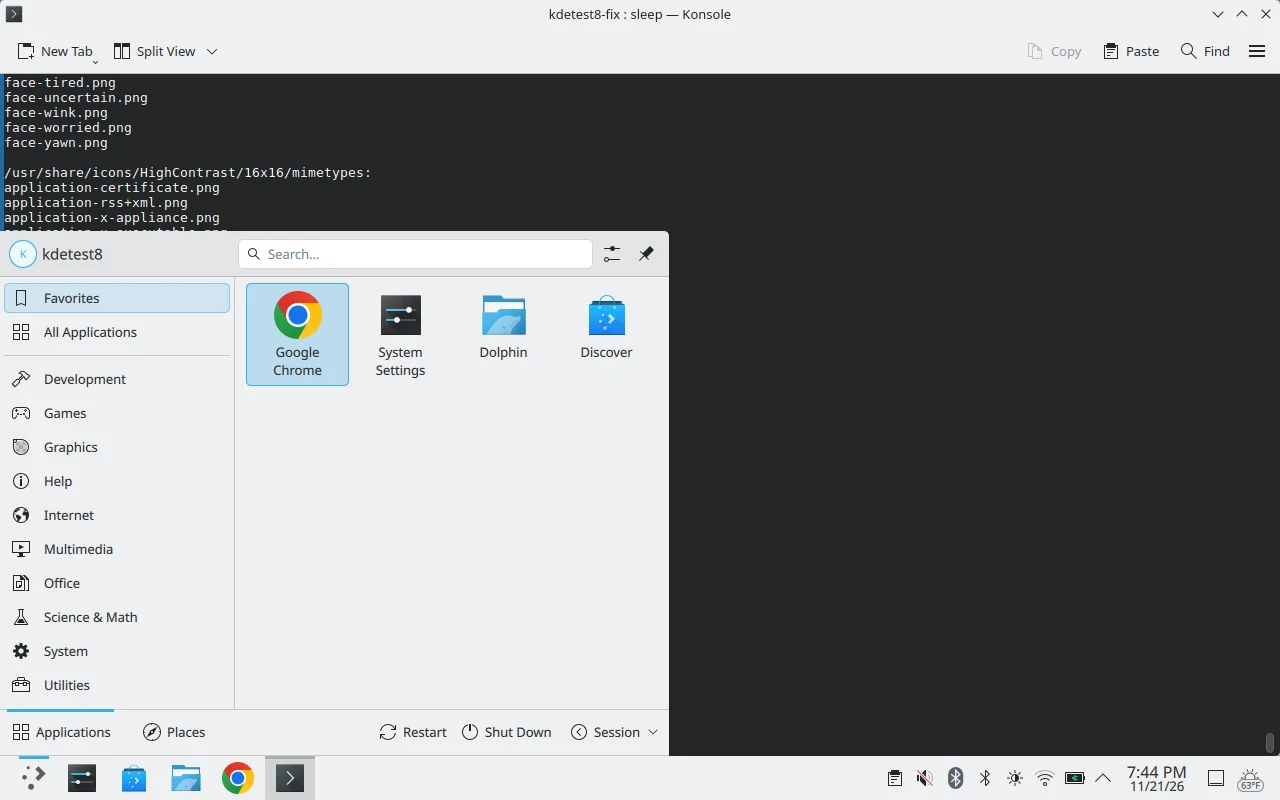 kdetest8-fix : sleep — Konsole
New Tab
Split View
Copy
Paste
Find
face-tired.png
face-uncertain.png
face-wink.png
face-worried.png
face-yawn.png
/usr/share/icons/HighContrast/16x16/mimetypes:
application-certificate.png
application-rss+xml.png
application-x-appliance.png
application-x-executable.png
K
kdetest8
Search...
Favorites
All Applications
Development
Games
Graphics
Help
Internet
Multimedia
Office
Science & Math
System
Utilities
Google Chrome
System Settings
Dolphin
Discover
Applications
Places
Restart
Shut Down
Session
7:44 PM
11/21/26
63°F